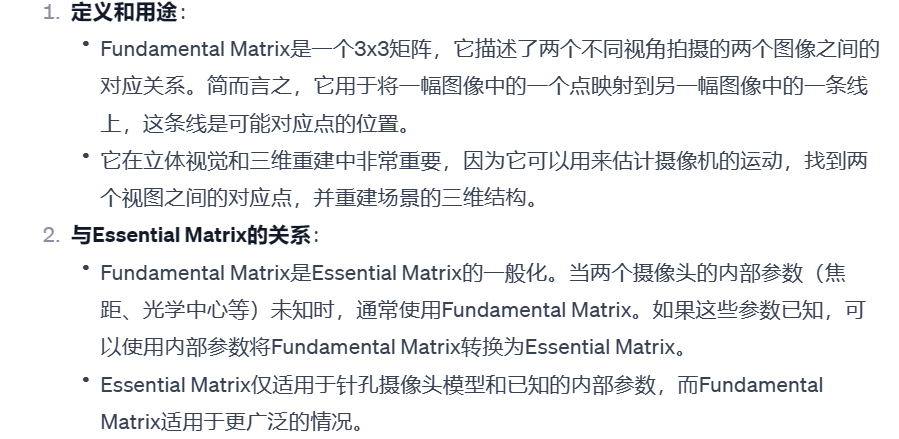 1. 定义和用途：
• Fundamental Matrix是一个3x3矩阵，它描述了两个不同视角拍摄的两个图像之间的
对应关系。简而言之，它用于将一幅图像中的一个点映射到另一幅图像中的一条线
上，这条线是可能对应点的位置。
• 它在立体视觉和三维重建中非常重要，因为它可以用来估计摄像机的运动，找到两
个视图之间的对应点，并重建场景的三维结构。
2. 与Essential Matrix的关系：
• Fundamental Matrix是Essential Matrix的一般化。当两个摄像头的内部参数（焦
距、光学中心等）未知时，通常使用Fundamental Matrix。如果这些参数已知，可
以使用内部参数将Fundamental Matrix转换为Essential Matrix。
• Essential Matrix仅适用于针孔摄像头模型和已知的内部参数，而Fundamental
Matrix适用于更广泛的情况。